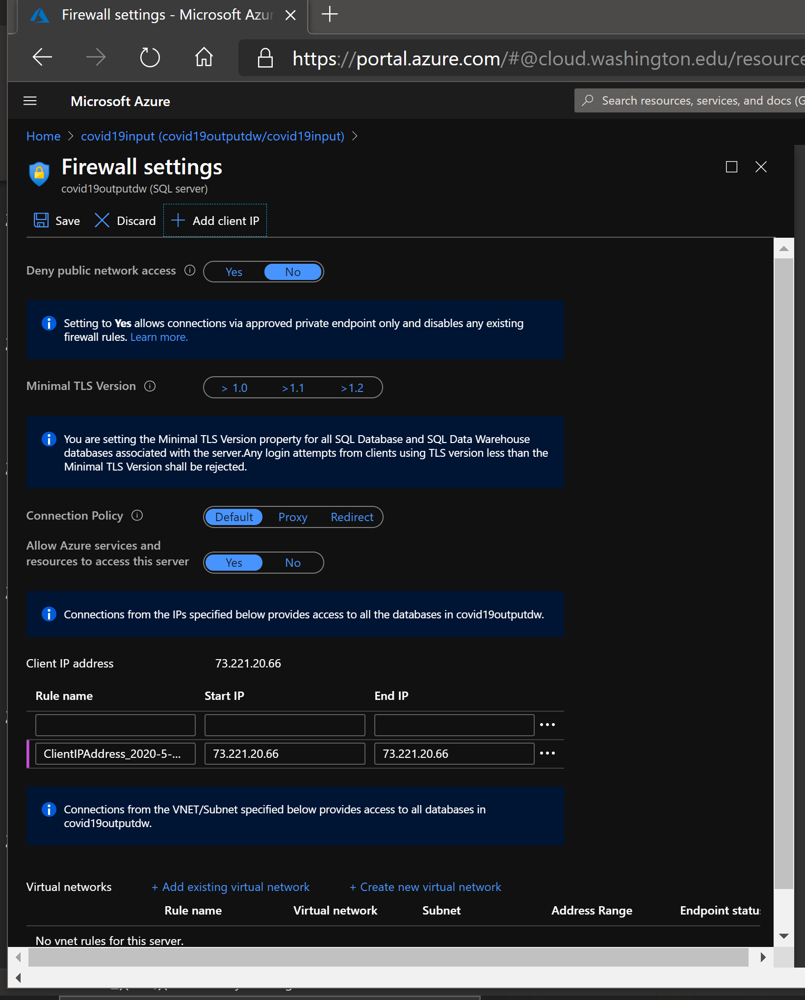 Firewall settings - Microsoft Azur
https://portal.azure.com/#@cloud.washington.edu/resource
Microsoft Azure
Search resources, services, and docs (G
Home > covid19input (covid19outputdw/covid19input) >
Firewall settings
covid19outputdw (SQL server)
Save Discard + Add client IP
Deny public network access Yes No
Setting to Yes allows connections via approved private endpoint only and disables any existing
firewall rules. Learn more.
Minimal TLS Version > 1.0 >1.1 >1.2
You are setting the Minimal TLS Version property for all SQL Database and SQL Data Warehouse
databases associated with the server.Any login attempts from clients using TLS version less than the
Minimal TLS Version shall be rejected.
Connection Policy Default Proxy Redirect
Allow Azure services and
resources to access this server Yes No
Connections from the IPs specified below provides access to all the databases in covid19outputdw.
Client IP address 73.221.20.66
Rule name Start IP End IP
ClientIPAddress_2020-5-... 73.221.20.66 73.221.20.66
Connections from the VNET/Subnet specified below provides access to all databases in
covid19outputdw.
Virtual networks + Add existing virtual network + Create new virtual network
Rule name Virtual network Subnet Address Range Endpoint statu
No vnet rules for this server.